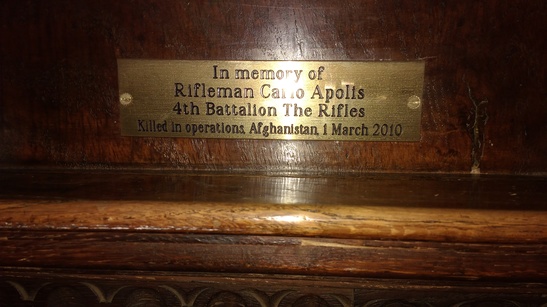 In memory of
Rifleman Carlo Apolis
4th Battalion The Rifles
Killed in operations, Afghanistan, 1 March 2010